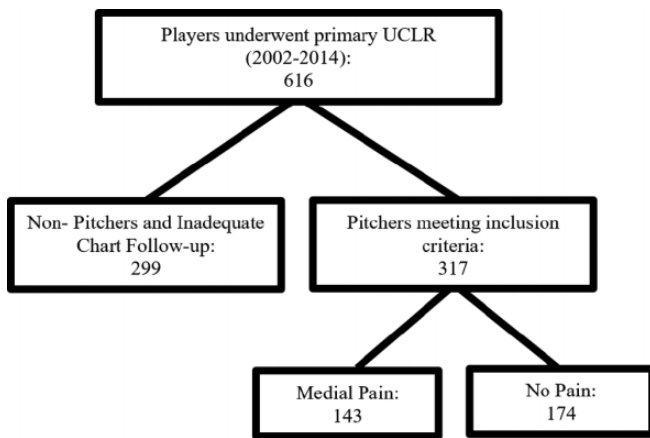 Players underwent primary UCLR
(2002-2014):
616
Non- Pitchers and Inadequate
Chart Follow-up:
299
Pitchers meeting inclusion
criteria:
317
Medial Pain:
143
No Pain:
174